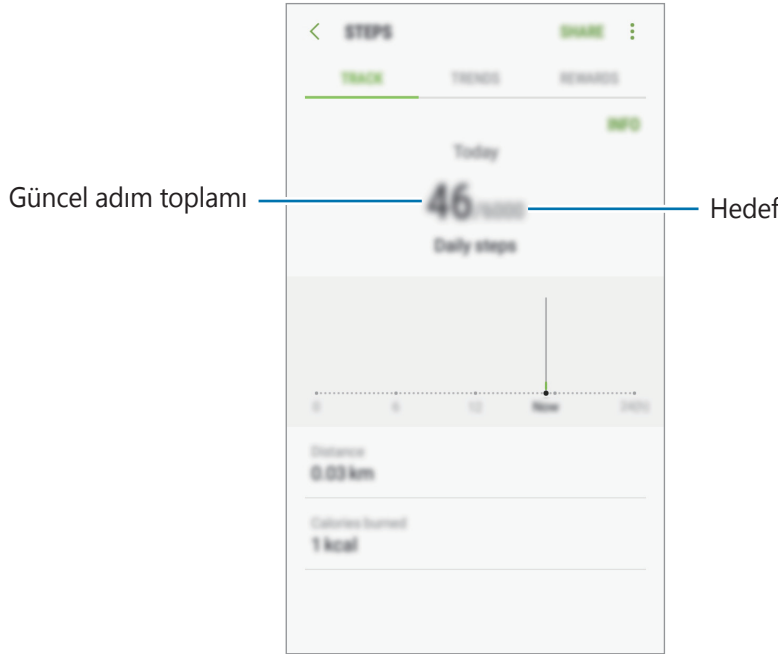 STEPS SHARE
TRACK TRENDS REWARDS
INFO
Today
Güncel adım toplamı 46/6000 Hedef
Daily steps
0 6 12 Now
Distance
0.03 km
Calories burned
1 kcal